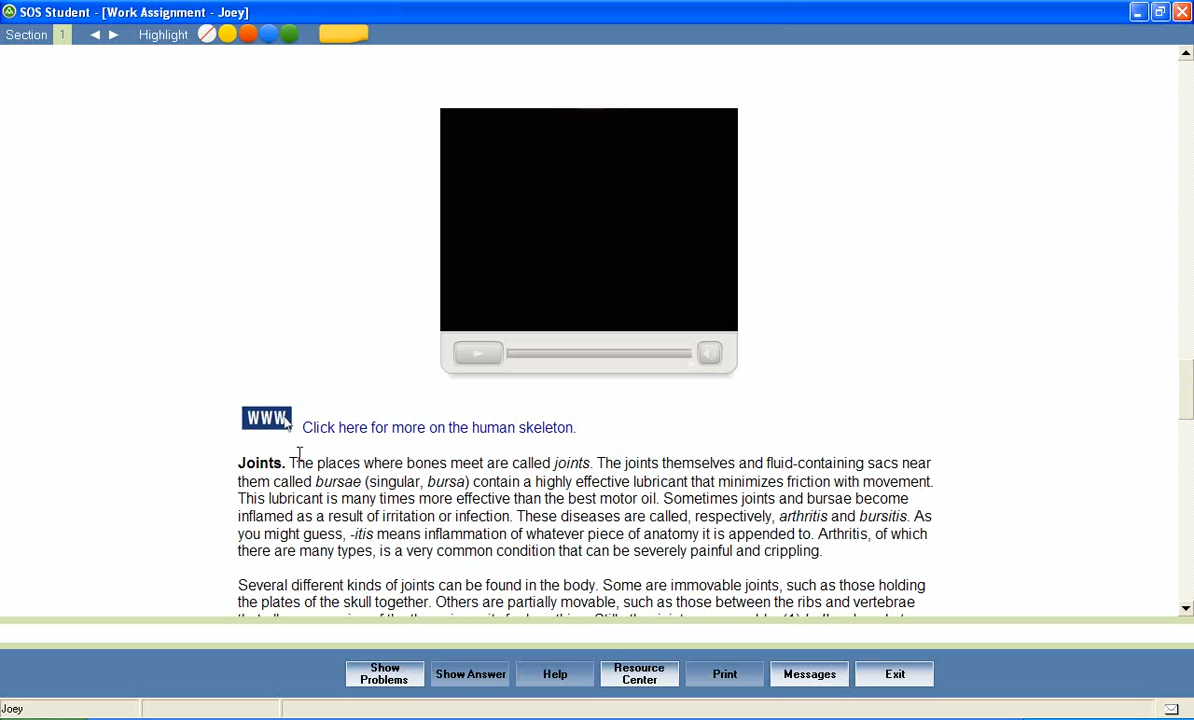 SOS Student - [Work Assignment - Joey]
Section 1 Highlight
WWW Click here for more on the human skeleton.
Joints. The places where bones meet are called joints. The joints themselves and fluid-containing sacs near
them called bursae (singular, bursa) contain a highly effective lubricant that minimizes friction with movement.
This lubricant is many times more effective than the best motor oil. Sometimes joints and bursae become
inflamed as a result of irritation or infection. These diseases are called, respectively, arthritis and bursitis. As
you might guess, -itis means inflammation of whatever piece of anatomy it is appended to. Arthritis, of which
there are many types, is a very common condition that can be severely painful and crippling.
Several different kinds of joints can be found in the body. Some are immovable joints, such as those holding
the plates of the skull together. Others are partially movable, such as those between the ribs and vertebrae
Show Problems Show Answer Help Resource Center Print Messages Exit
Joey